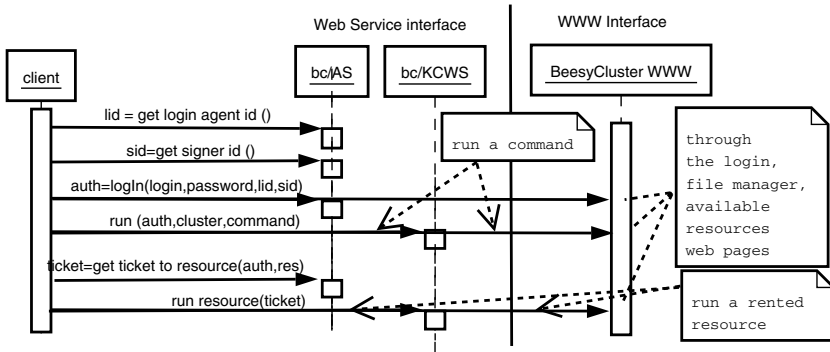 Web Service interface
WWW Interface
client
bc/AS
bc/KCWS
BeesyCluster WWW
lid = get login agent id ()
sid=get signer id ()
auth=logIn(login,password,lid,sid)
run (auth,cluster,command)
ticket=get ticket to resource(auth,res)
run resource(ticket)
run a command
through
the login,
file manager,
available
resources
web pages
run a rented
resource